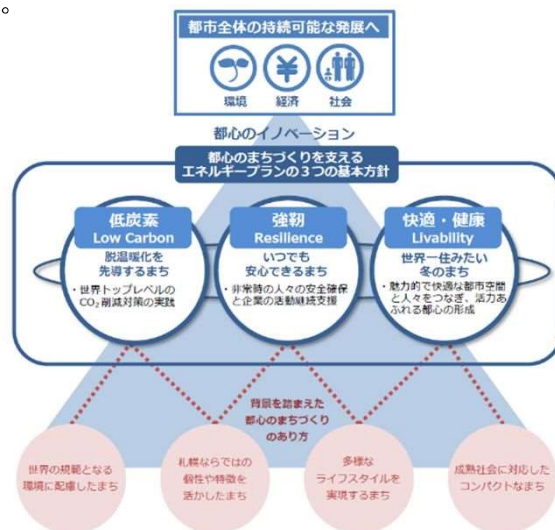 。
都市全体の持続可能な発展へ
環境
経済
社会
都心のイノベーション
都心のまちづくりを支える
エネルギープランの3つの基本方針
低炭素
Low Carbon
脱温暖化を
先導するまち
・世界トップレベルの
CO₂削減対策の実践
強靭
Resilience
いつでも
安心できるまち
・非常時の人々の安全確保
と企業の活動継続支援
快適・健康
Livability
世界一住みたい
冬のまち
・魅力的で快適な都市空間
と人々をつなぎ、活力あ
ふれる都心の形成
背景を踏まえた
都心のまちづくり
のあり方
世界の規範となる
環境に配慮したまち
札幌ならではの
個性や特徴を
活かしたまち
多様な
ライフスタイルを
実現するまち
成熟社会に対応した
コンパクトなまち